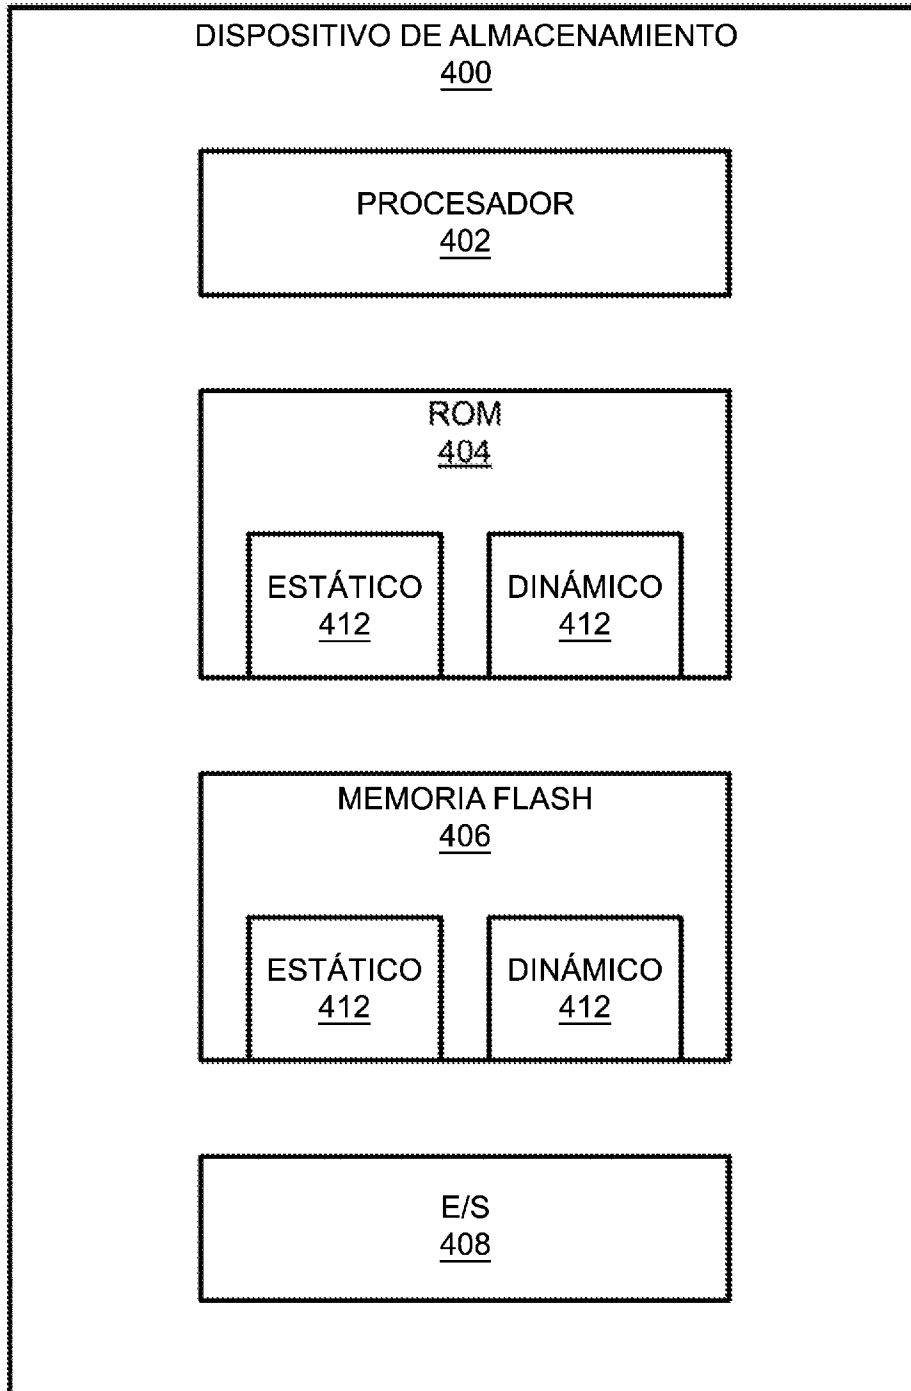 DISPOSITIVO DE ALMACENAMIENTO
400
PROCESADOR
402
ROM
404
ESTÁTICO
412
DINÁMICO
412
MEMORIA FLASH
406
ESTÁTICO
412
DINÁMICO
412
E/S
408